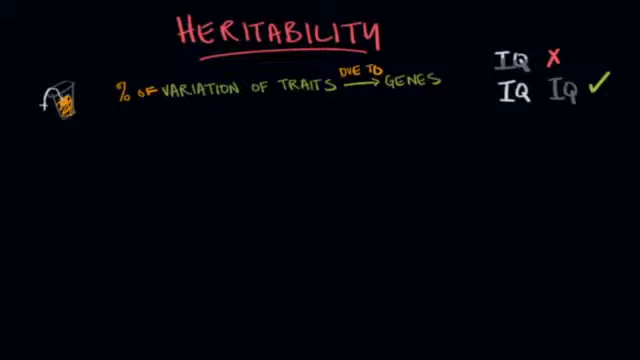 HERITABILITY
% OF VARIATION OF TRAITS DUE TO → GENES
IQ ✗
IQ IQ ✓